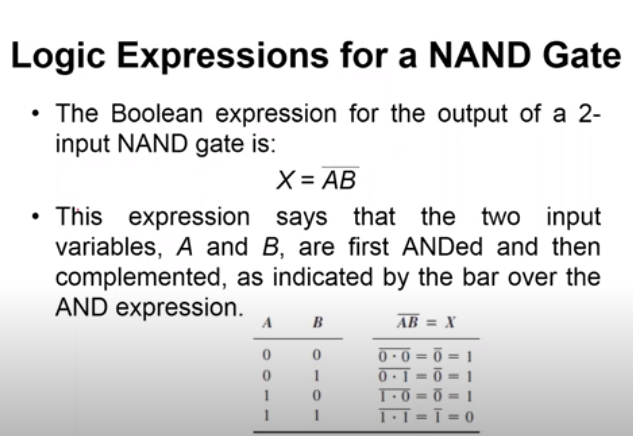 Logic Expressions for a NAND Gate
• The Boolean expression for the output of a 2-
input NAND gate is:
X = A̅B̅
• This expression says that the two input
variables, A and B, are first ANDed and then
complemented, as indicated by the bar over the
AND expression.
A B A̅B̅ = X
0 0 0̅·̅0̅ = 0̅ = 1
0 1 0̅·̅1̅ = 0̅ = 1
1 0 1̅·̅0̅ = 0̅ = 1
1 1 1̅·̅1̅ = 1̅ = 0